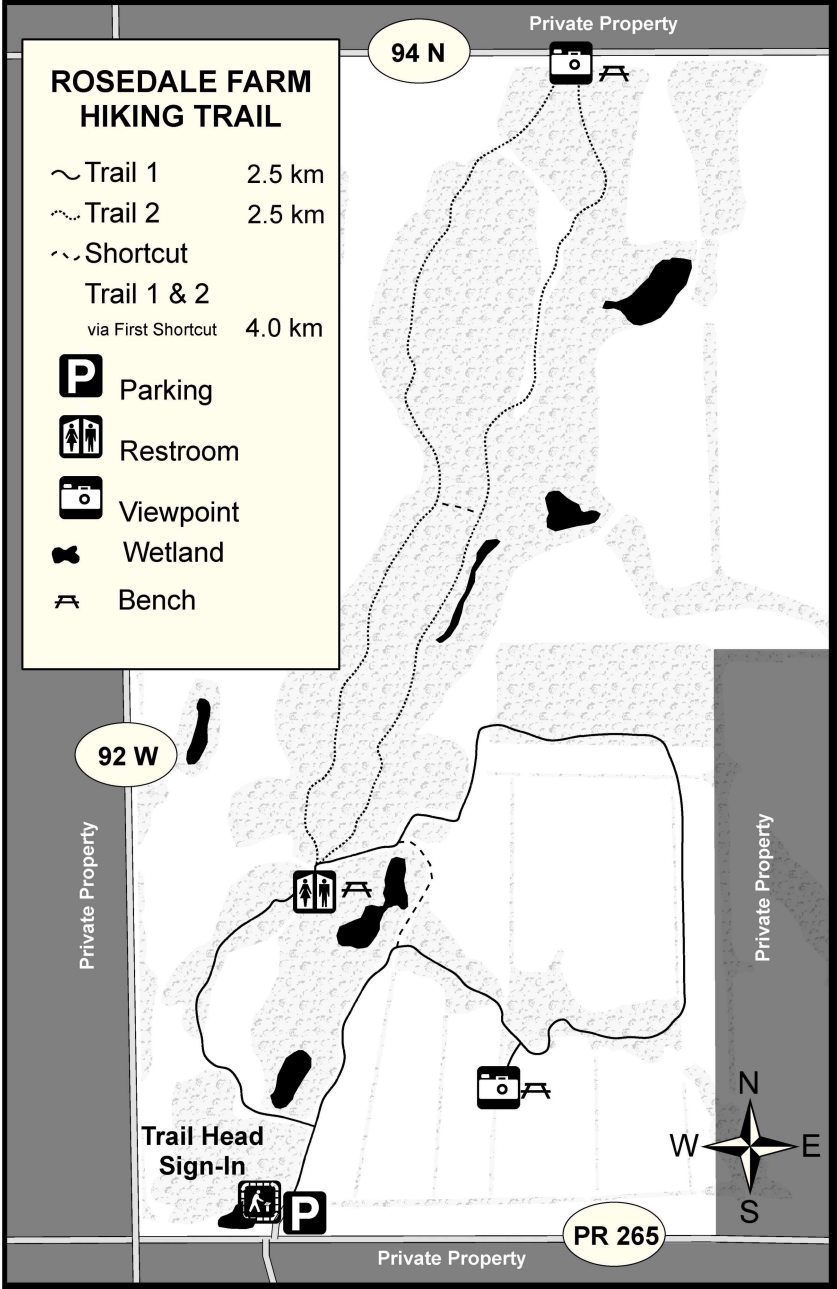 Private Property
94 N
ROSEDALE FARM
HIKING TRAIL
Trail 1 2.5 km
Trail 2 2.5 km
Shortcut
Trail 1 & 2
via First Shortcut 4.0 km
P Parking
Restroom
Viewpoint
Wetland
Bench
92 W
Private Property
Private Property
Trail Head
Sign-In
P
N
W E
S
PR 265
Private Property